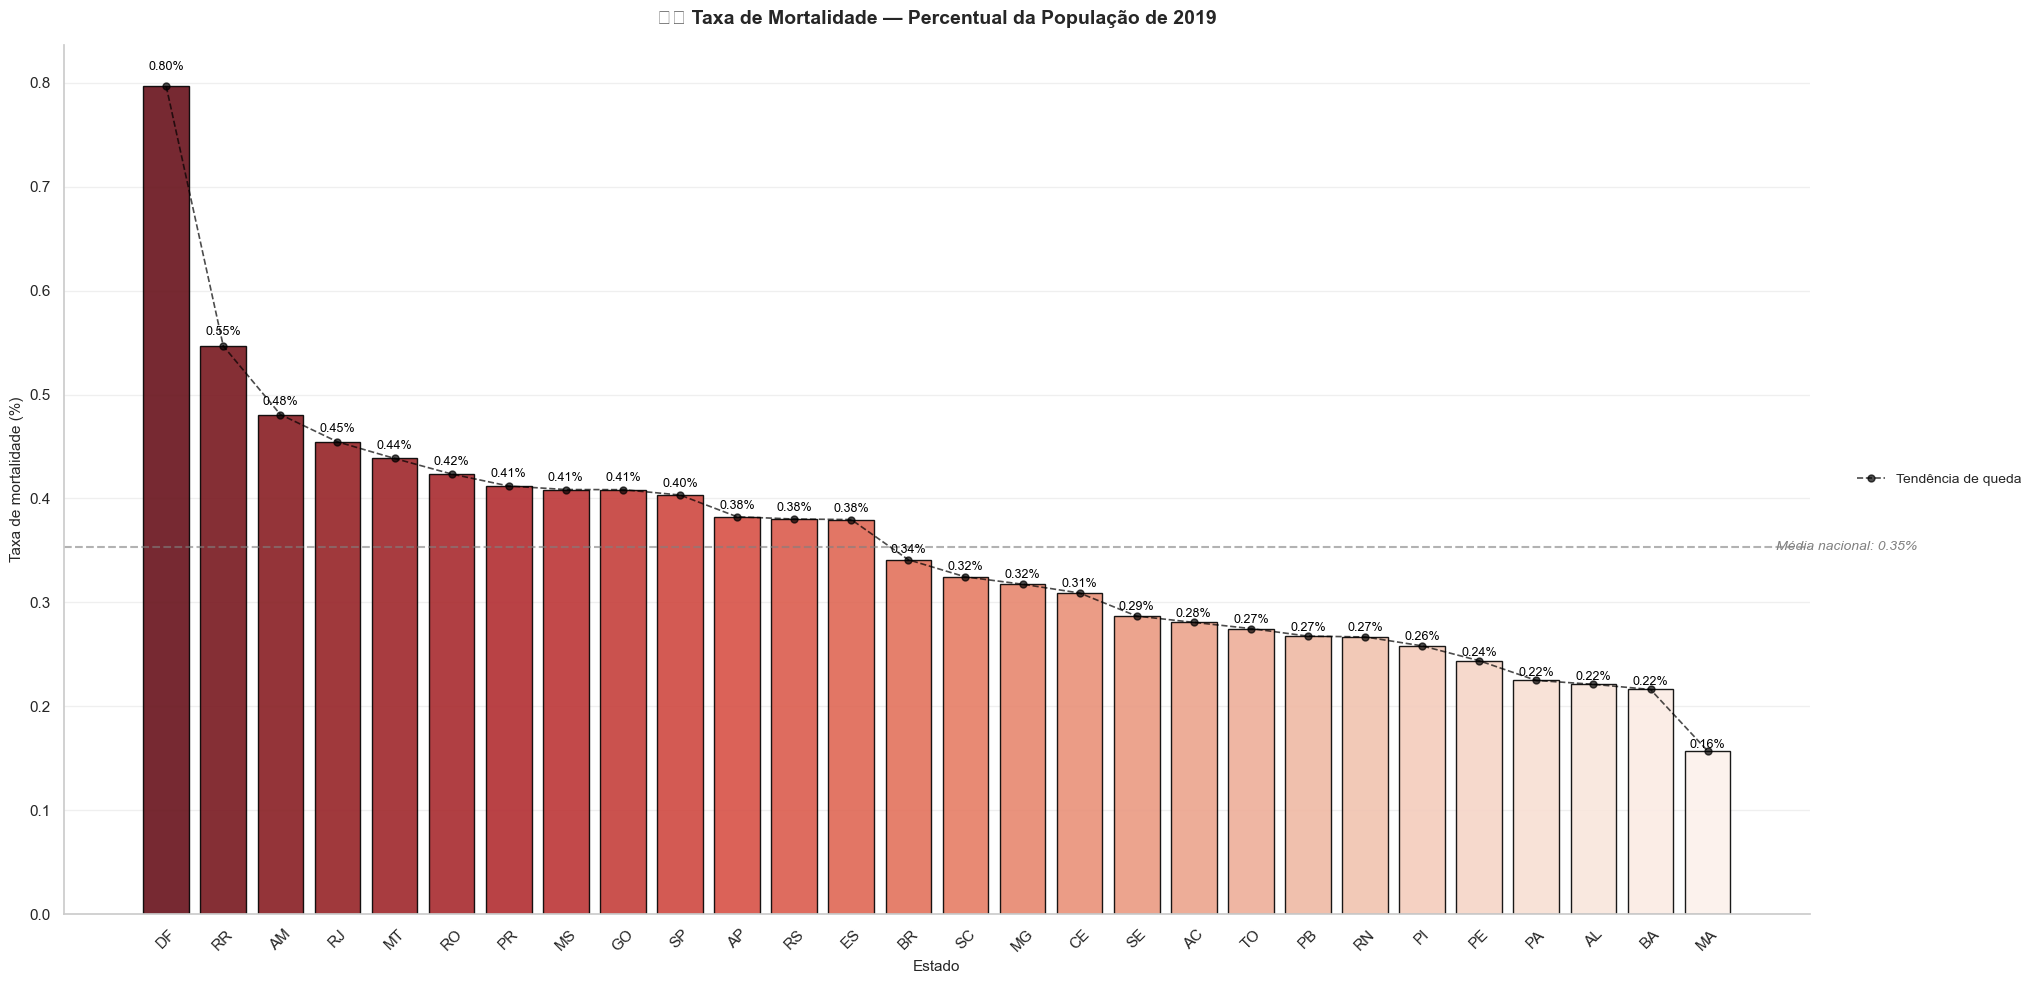 Taxa de Mortalidade — Percentual da População de 2019
Taxa de mortalidade (%)
0.8
0.7
0.6
0.5
0.4
0.3
0.2
0.1
0.0
0.80%
0.55%
0.48%
0.45%
0.44%
0.42%
0.41%
0.41%
0.41%
0.40%
0.38%
0.38%
0.38%
0.34%
0.32%
0.32%
0.31%
0.29%
0.28%
0.27%
0.27%
0.27%
0.26%
0.24%
0.22%
0.22%
0.22%
0.16%
Tendência de queda
Média nacional: 0.35%
DF
RR
AM
RJ
MT
RO
PR
MS
GO
SP
AP
RS
ES
BR
SC
MG
CE
SE
AC
TO
PB
RN
PI
PE
PA
AL
BA
MA
Estado